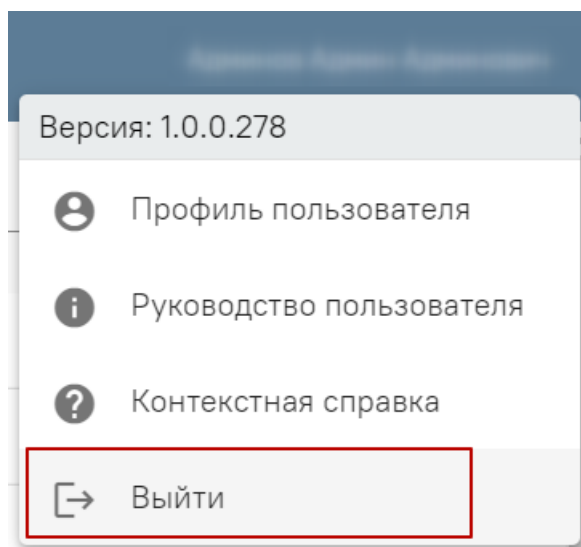 Версия: 1.0.0.278
Профиль пользователя
Руководство пользователя
Контекстная справка
Выйти